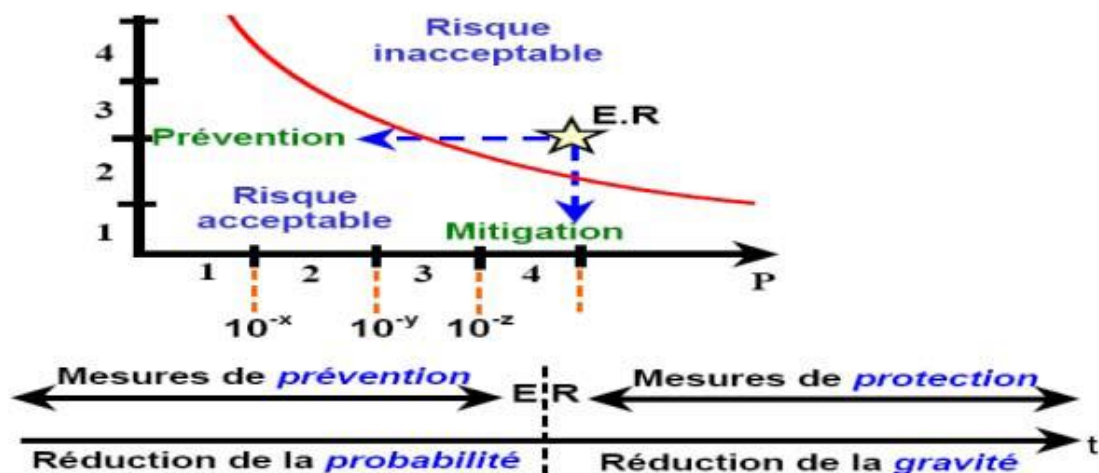 4
3
2
1
Risque
inacceptable
E.R
Prévention
Risque
acceptable
Mitigation
1 2 3 4
P
10⁻ˣ 10⁻ʸ 10⁻ᶻ
Mesures de prévention E R Mesures de protection
t
Réduction de la probabilité Réduction de la gravité